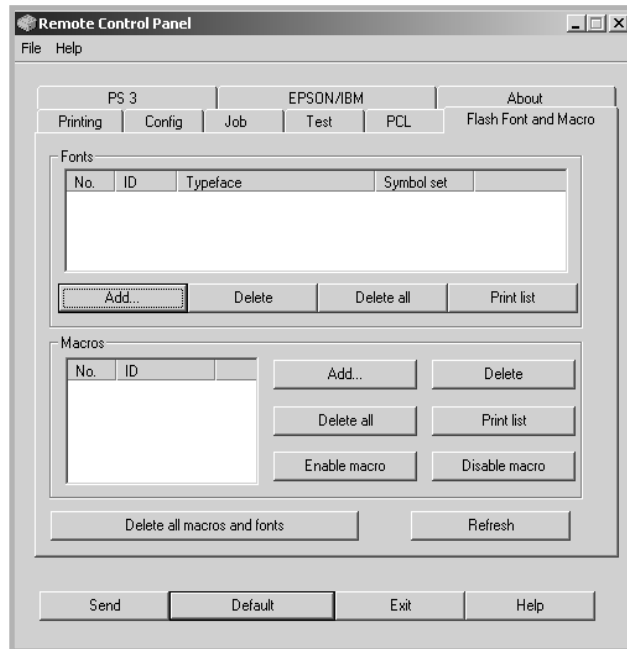 Remote Control Panel
File Help
PS 3 EPSON/IBM About
Printing Config Job Test PCL Flash Font and Macro
Fonts
No. ID Typeface Symbol set
Add... Delete Delete all Print list
Macros
No. ID
Add... Delete
Delete all Print list
Enable macro Disable macro
Delete all macros and fonts Refresh
Send Default Exit Help